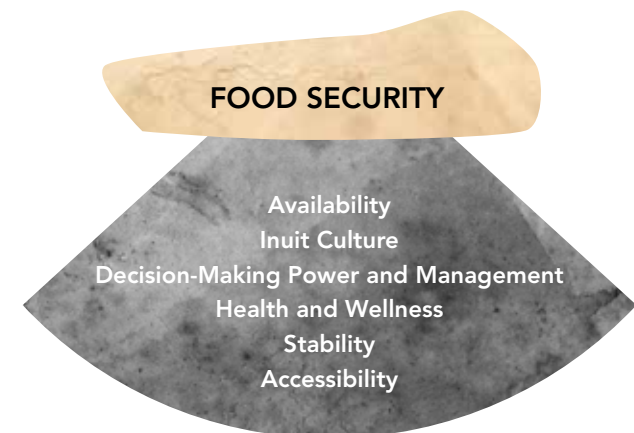 FOOD SECURITY
Availability
Inuit Culture
Decision-Making Power and Management
Health and Wellness
Stability
Accessibility